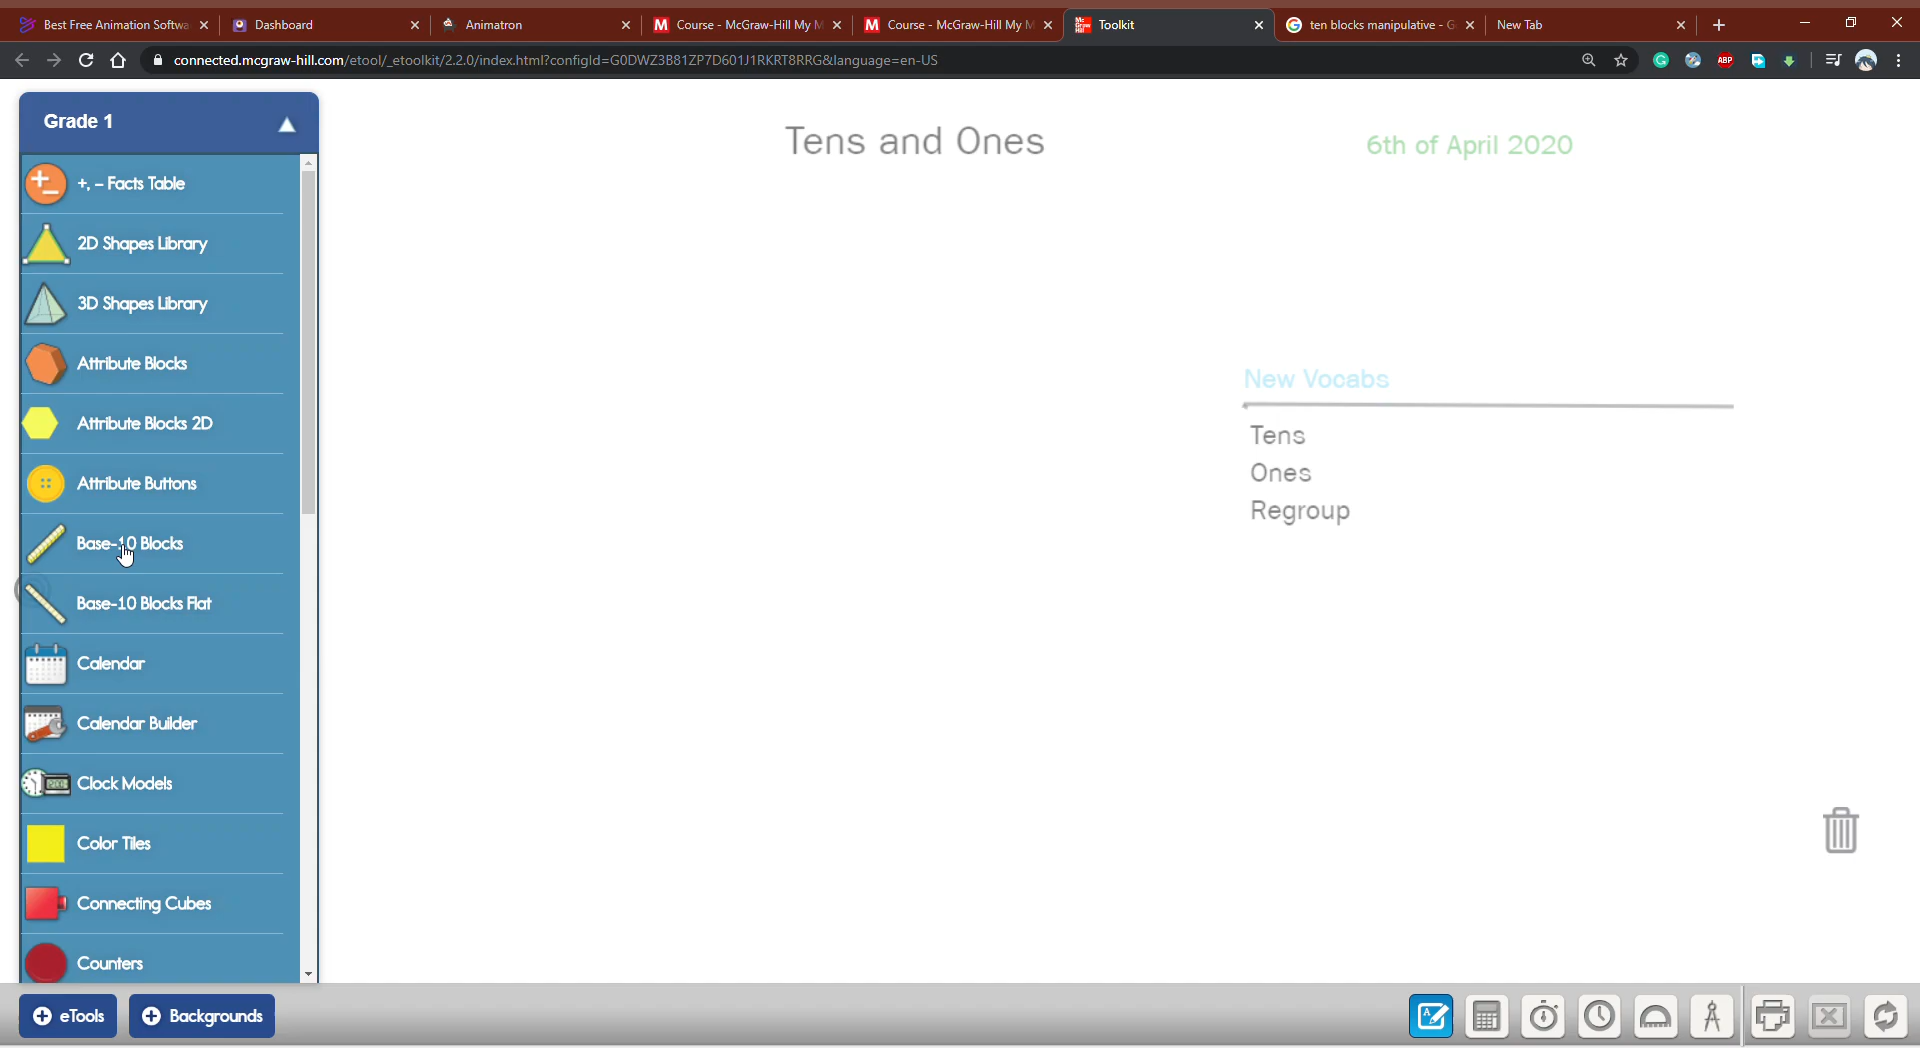 Best Free Animation Softwa
Dashboard
Animatron
Course - McGraw-Hill My M
Course - McGraw-Hill My M
Toolkit
ten blocks manipulative - G
New Tab
connected.mcgraw-hill.com/etool/_etoolkit/2.2.0/index.html?configId=G0DWZ3B81ZP7D601J1RKRT8RRG&language=en-US
ABP
Grade 1
+, – Facts Table
2D Shapes Library
3D Shapes Library
Attribute Blocks
Attribute Blocks 2D
Attribute Buttons
Base-10 Blocks
Base-10 Blocks Flat
Calendar
Calendar Builder
Clock Models
Color Tiles
Connecting Cubes
Counters
Tens and Ones
6th of April 2020
New Vocabs
Tens
Ones
Regroup
eTools
Backgrounds